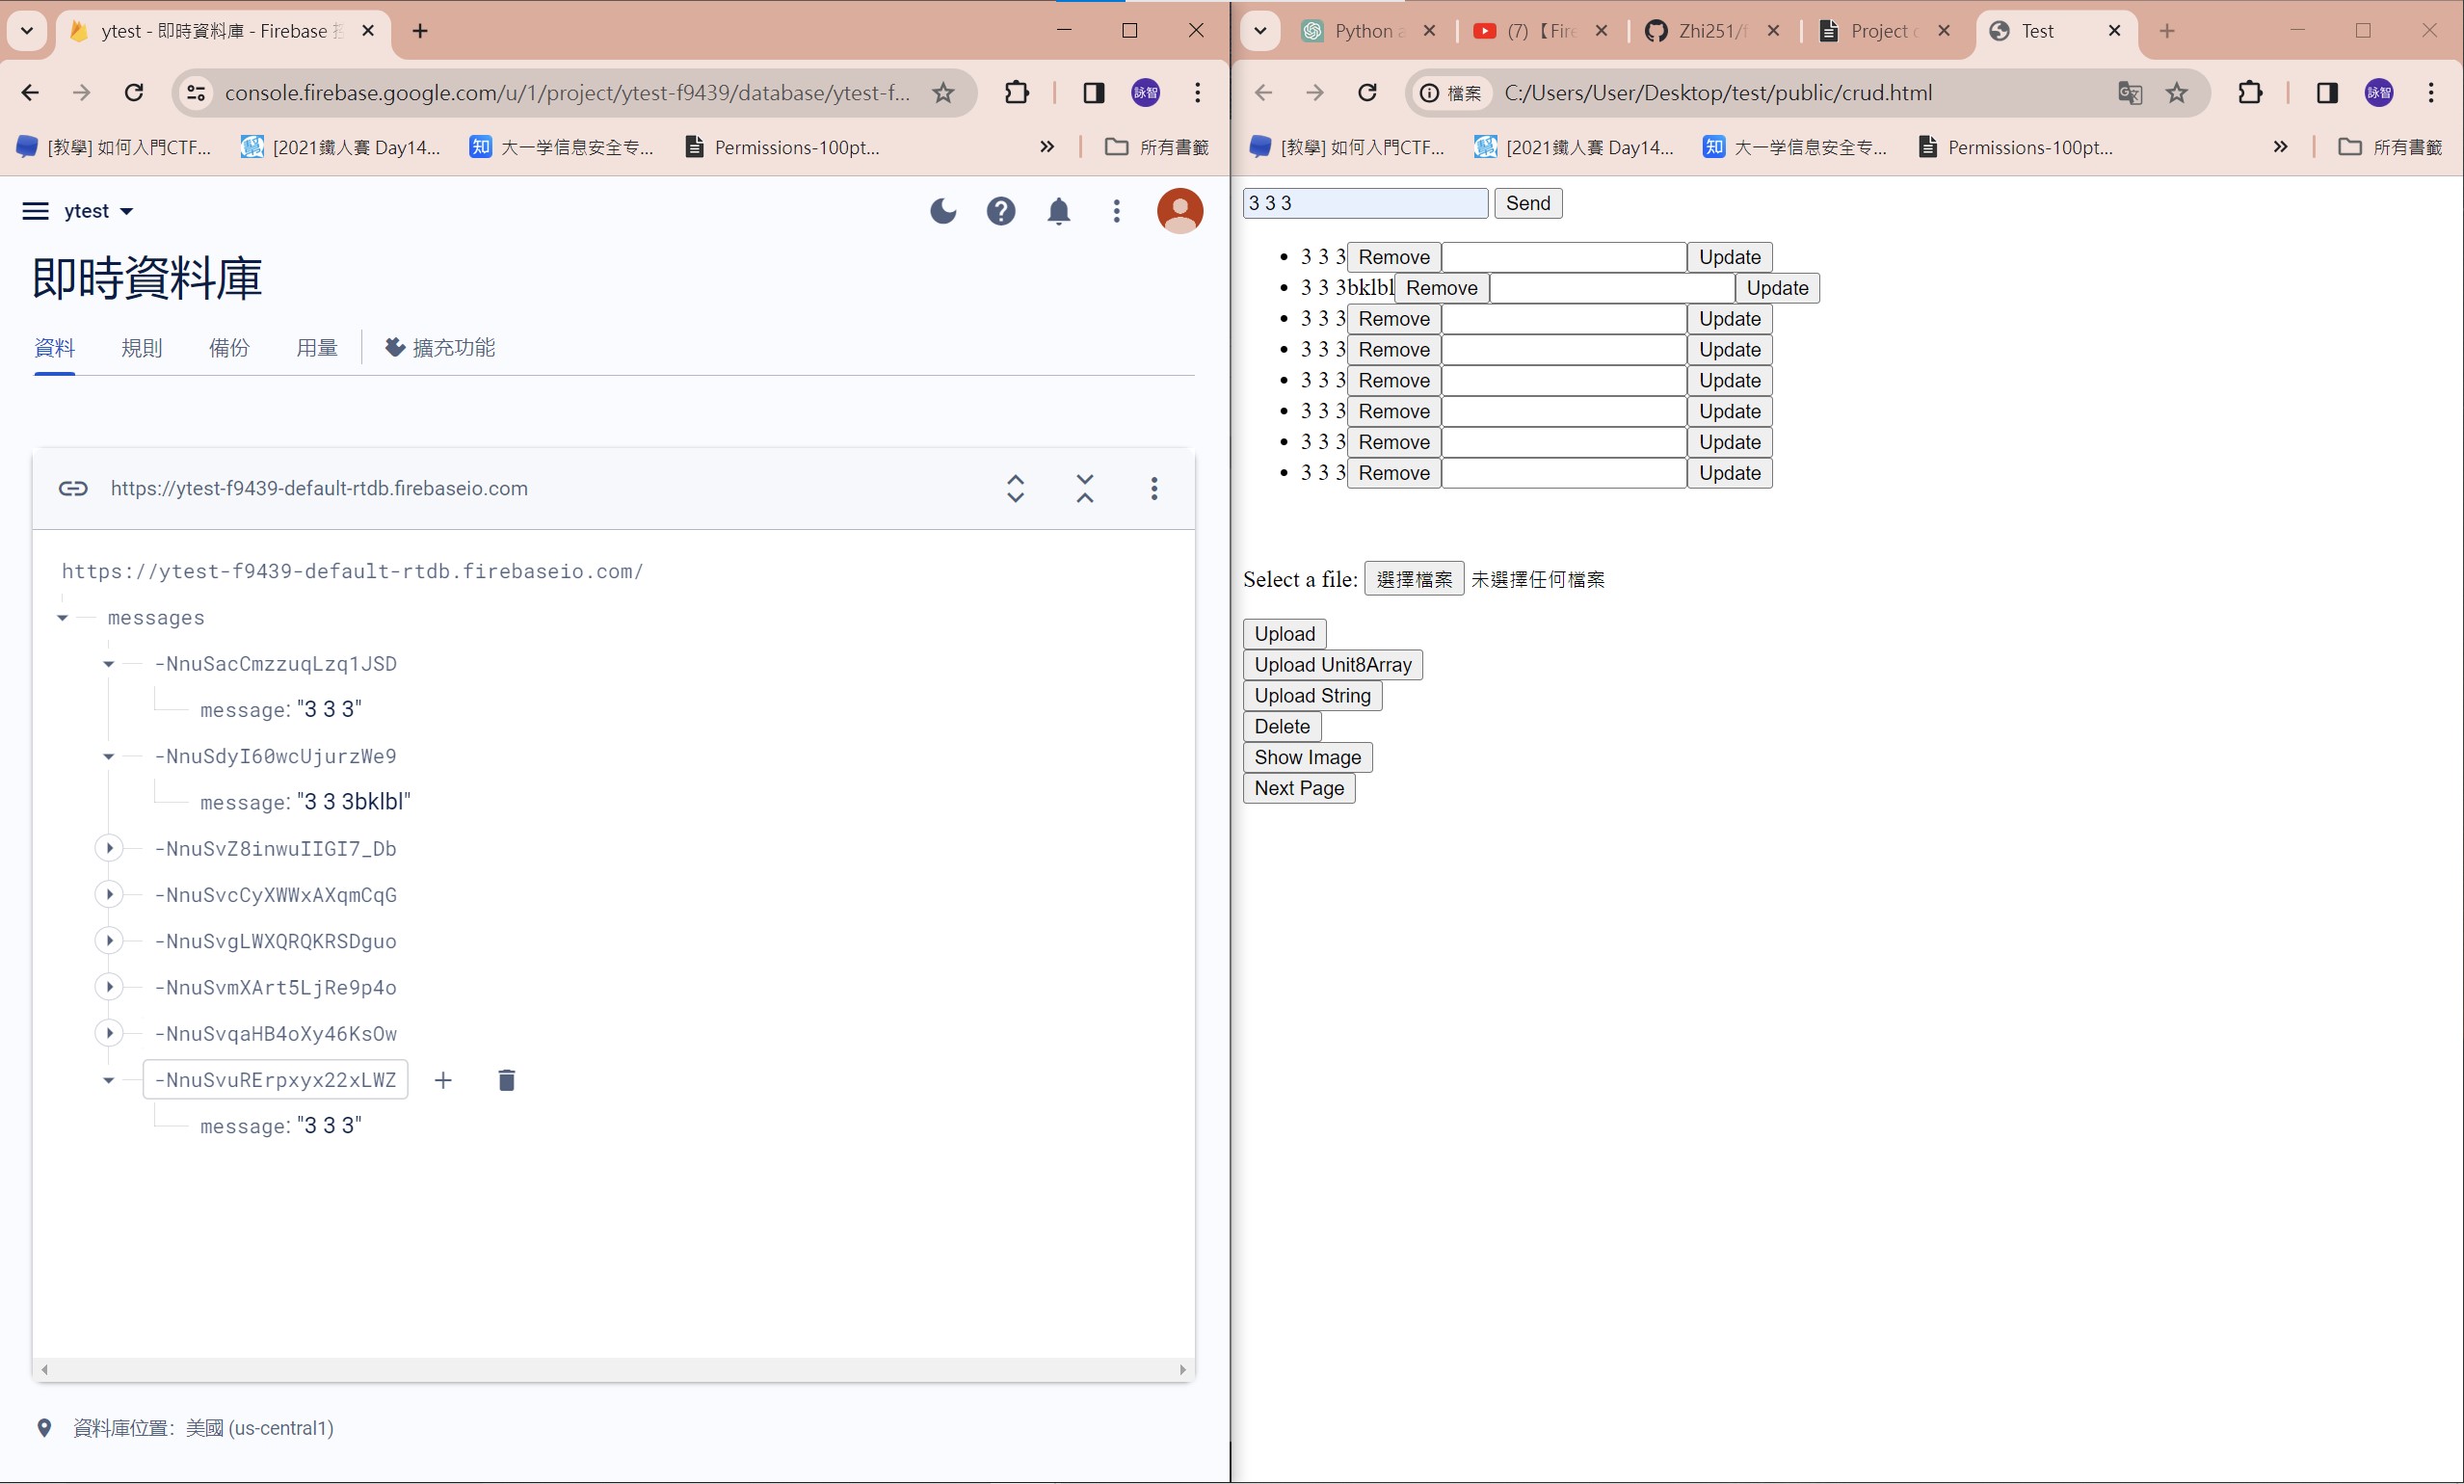 ytest - 即時資料庫 - Firebase
console.firebase.google.com/u/1/project/ytest-f9439/database/ytest-f...
詠智
[教學] 如何入門CTF...
[2021鐵人賽 Day14...
知 大一学信息安全专...
Permissions-100pt...
所有書籤
ytest
即時資料庫
資料
規則
備份
用量
擴充功能
https://ytest-f9439-default-rtdb.firebaseio.com
https://ytest-f9439-default-rtdb.firebaseio.com/
messages
-NnuSacCmzzuqLzq1JSD
message: "3 3 3"
-NnuSdyI60wcUjurzWe9
message: "3 3 3bklbl"
-NnuSvZ8inwuIIGI7_Db
-NnuSvcCyXWWxAXqmCqG
-NnuSvgLWXQRQKRSDguo
-NnuSvmXArt5LjRe9p4o
-NnuSvqaHB4oXy46KsOw
-NnuSvuRErpxyx22xLWZ
message: "3 3 3"
資料庫位置：美國 (us-central1)
Python
(7)【Fire
Zhi251/f
Project
Test
檔案 C:/Users/User/Desktop/test/public/crud.html
詠智
[教學] 如何入門CTF...
[2021鐵人賽 Day14...
知 大一学信息安全专...
Permissions-100pt...
所有書籤
3 3 3 Send
3 3 3 Remove Update
3 3 3bklbl Remove Update
3 3 3 Remove Update
3 3 3 Remove Update
3 3 3 Remove Update
3 3 3 Remove Update
3 3 3 Remove Update
3 3 3 Remove Update
Select a file: 選擇檔案 未選擇任何檔案
Upload
Upload Unit8Array
Upload String
Delete
Show Image
Next Page